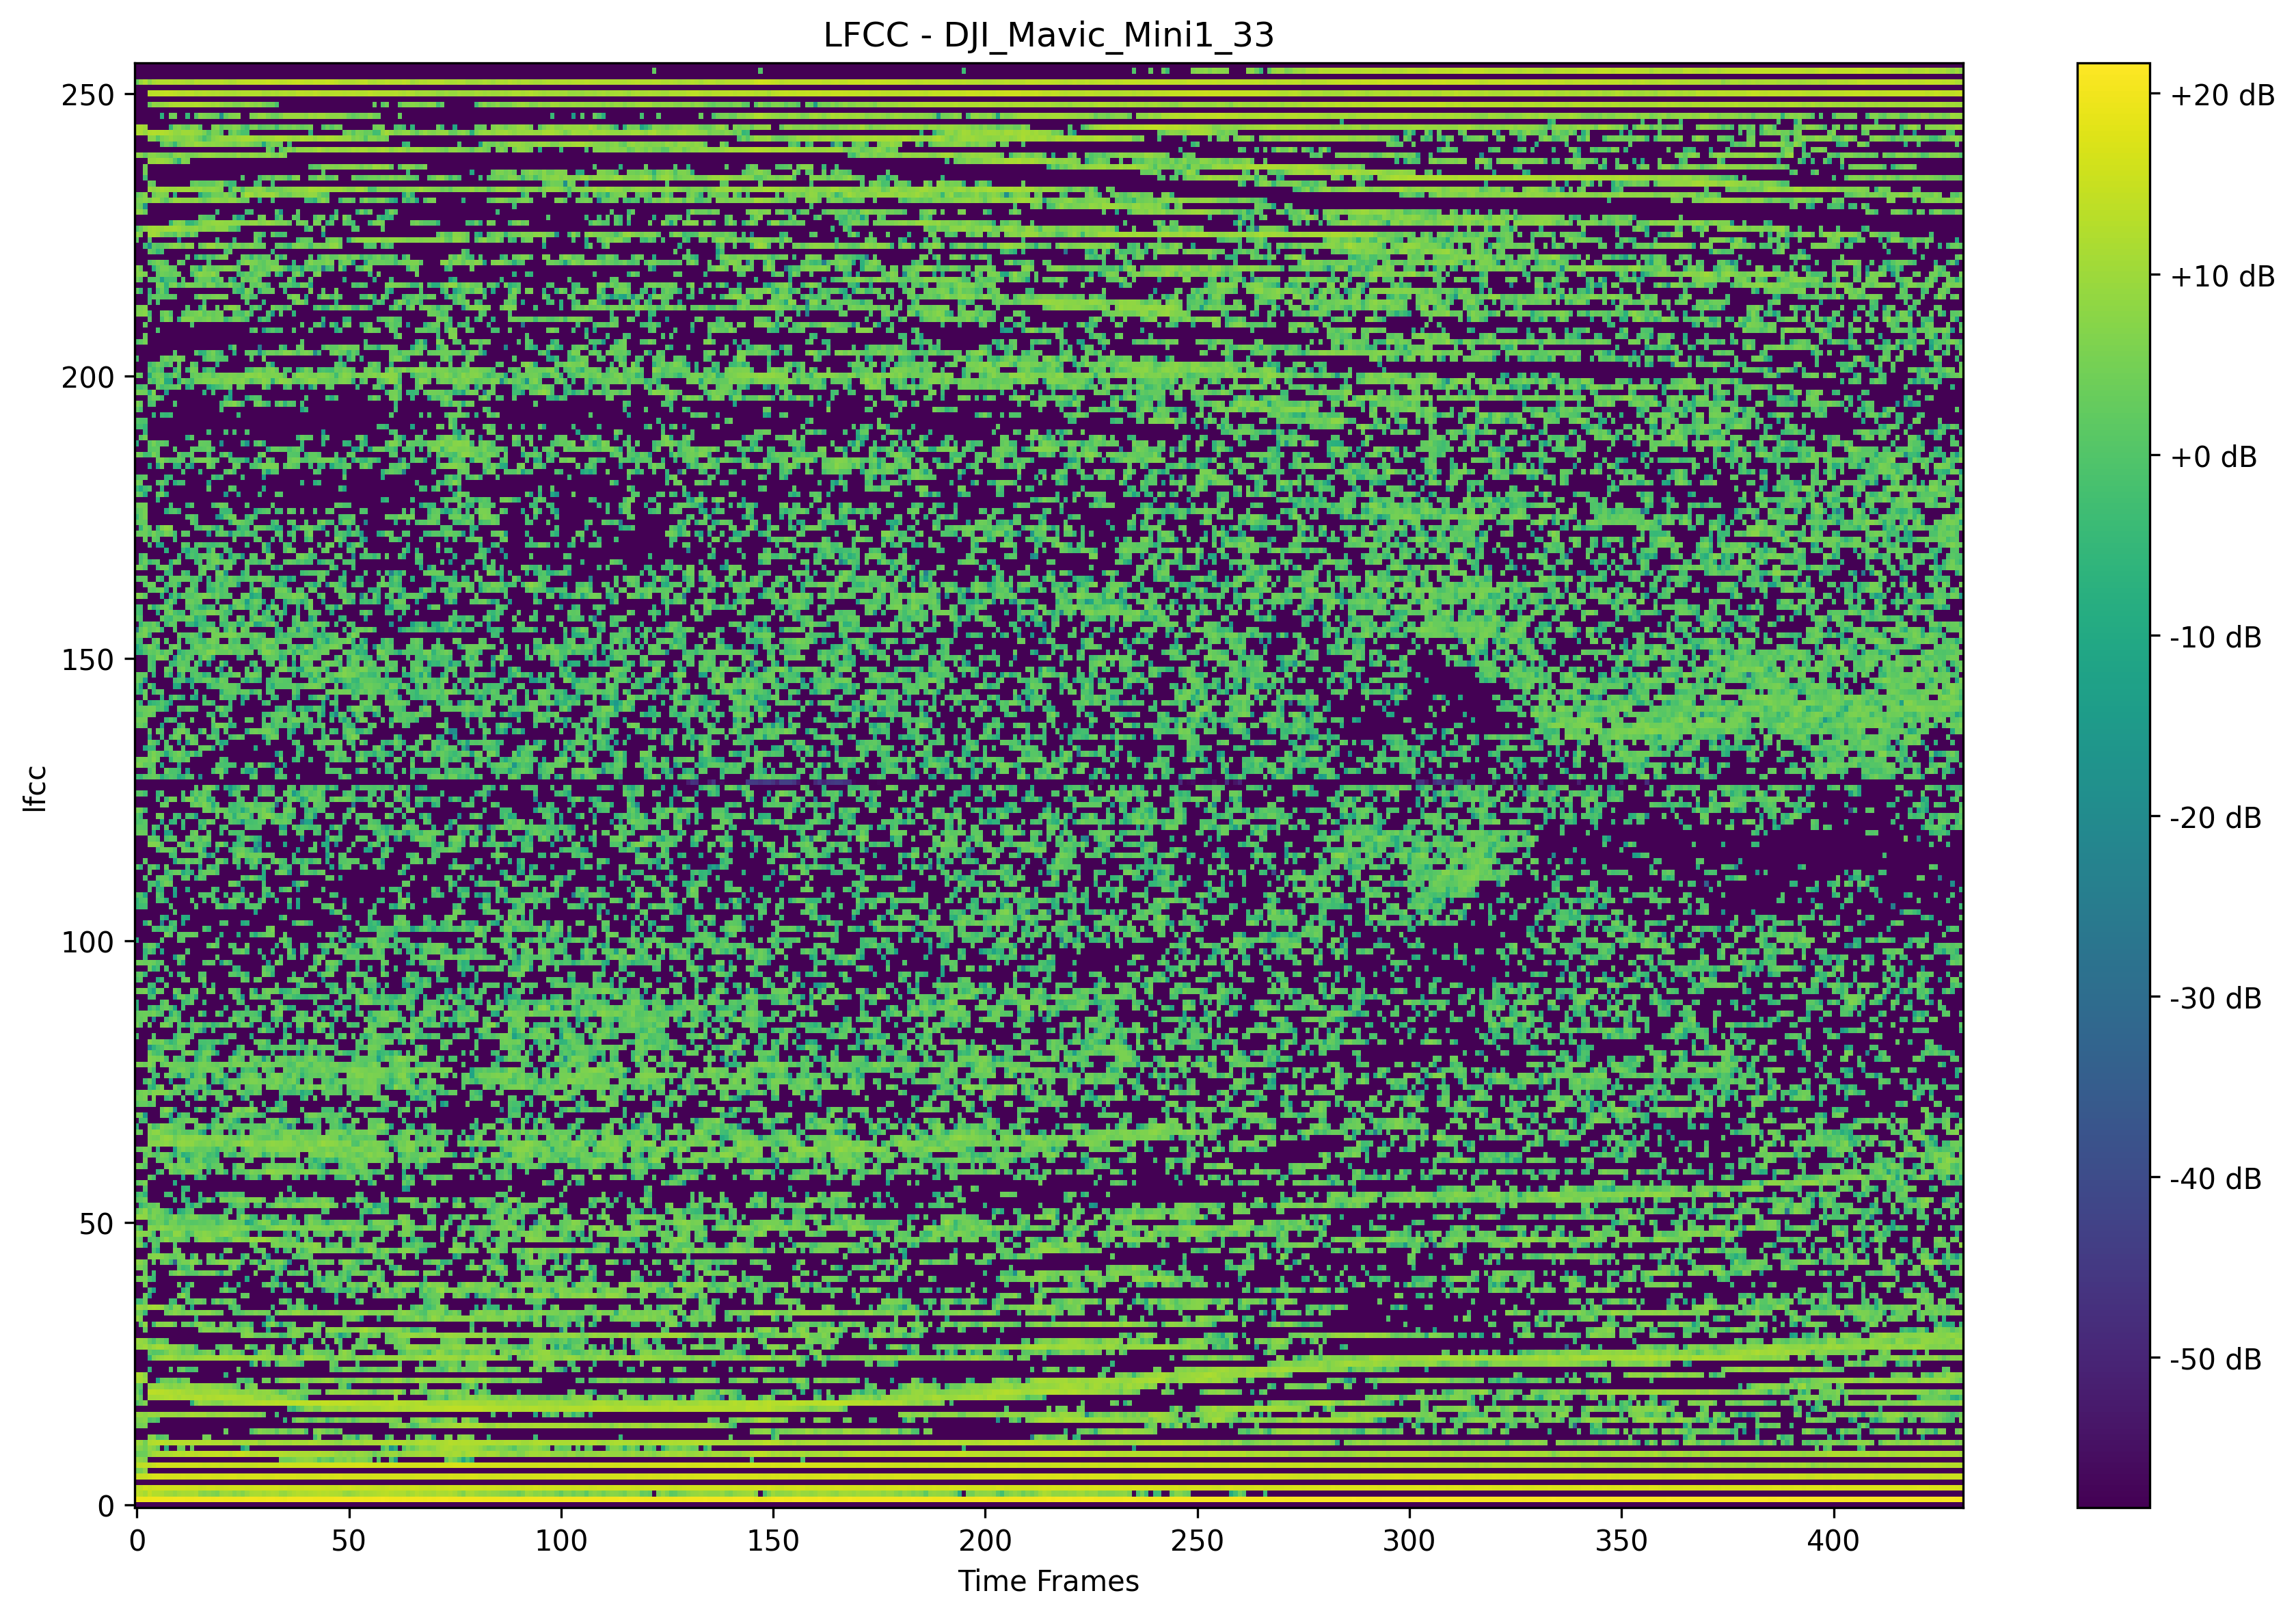 LFCC - DJI_Mavic_Mini1_33
250
200
150
100
50
0
lfcc
0 50 100 150 200 250 300 350 400
Time Frames
+20 dB
+10 dB
+0 dB
-10 dB
-20 dB
-30 dB
-40 dB
-50 dB